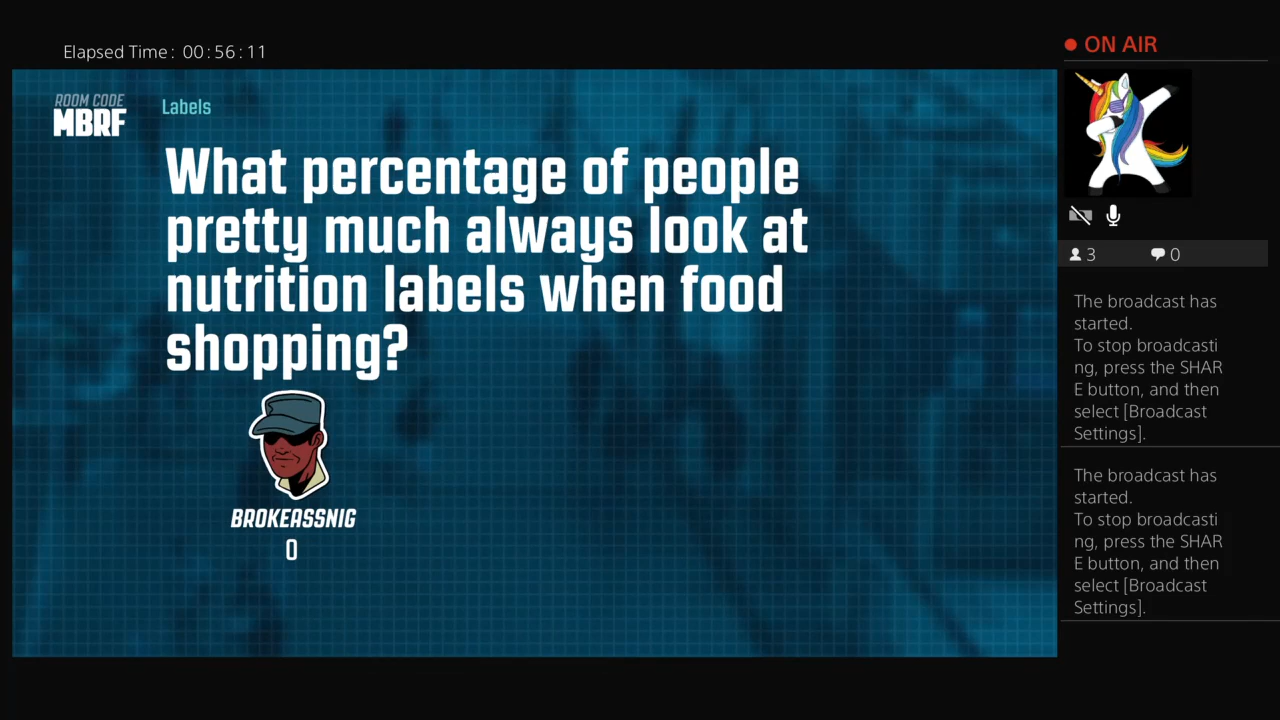 Elapsed Time: 00:56:11
ON AIR
ROOM CODE
MBRF
Labels
What percentage of people
pretty much always look at
nutrition labels when food
shopping?
BROKEASSNIG
0
3
0
The broadcast has
started.
To stop broadcasti
ng, press the SHAR
E button, and then
select [Broadcast
Settings].
The broadcast has
started.
To stop broadcasti
ng, press the SHAR
E button, and then
select [Broadcast
Settings].